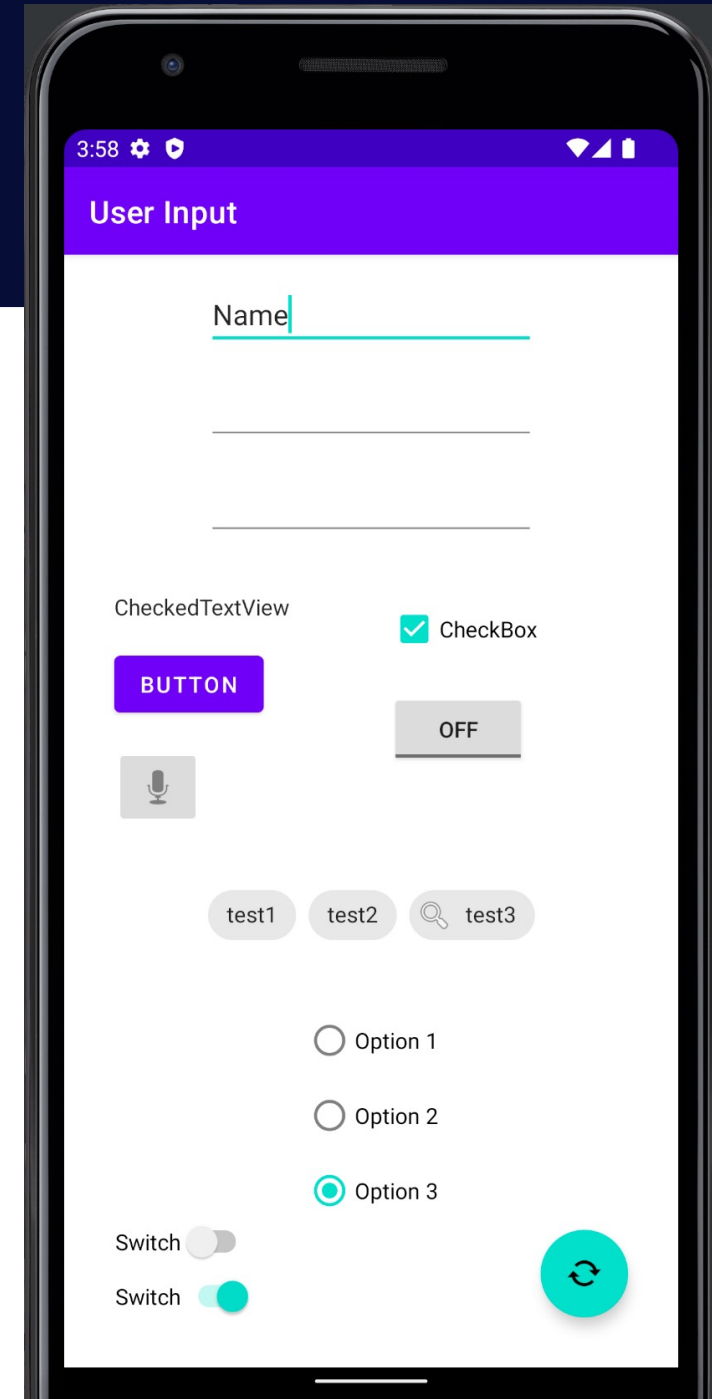 3:58
User Input
Name
CheckedTextView
CheckBox
BUTTON
OFF
test1 test2 test3
Option 1
Option 2
Option 3
Switch
Switch